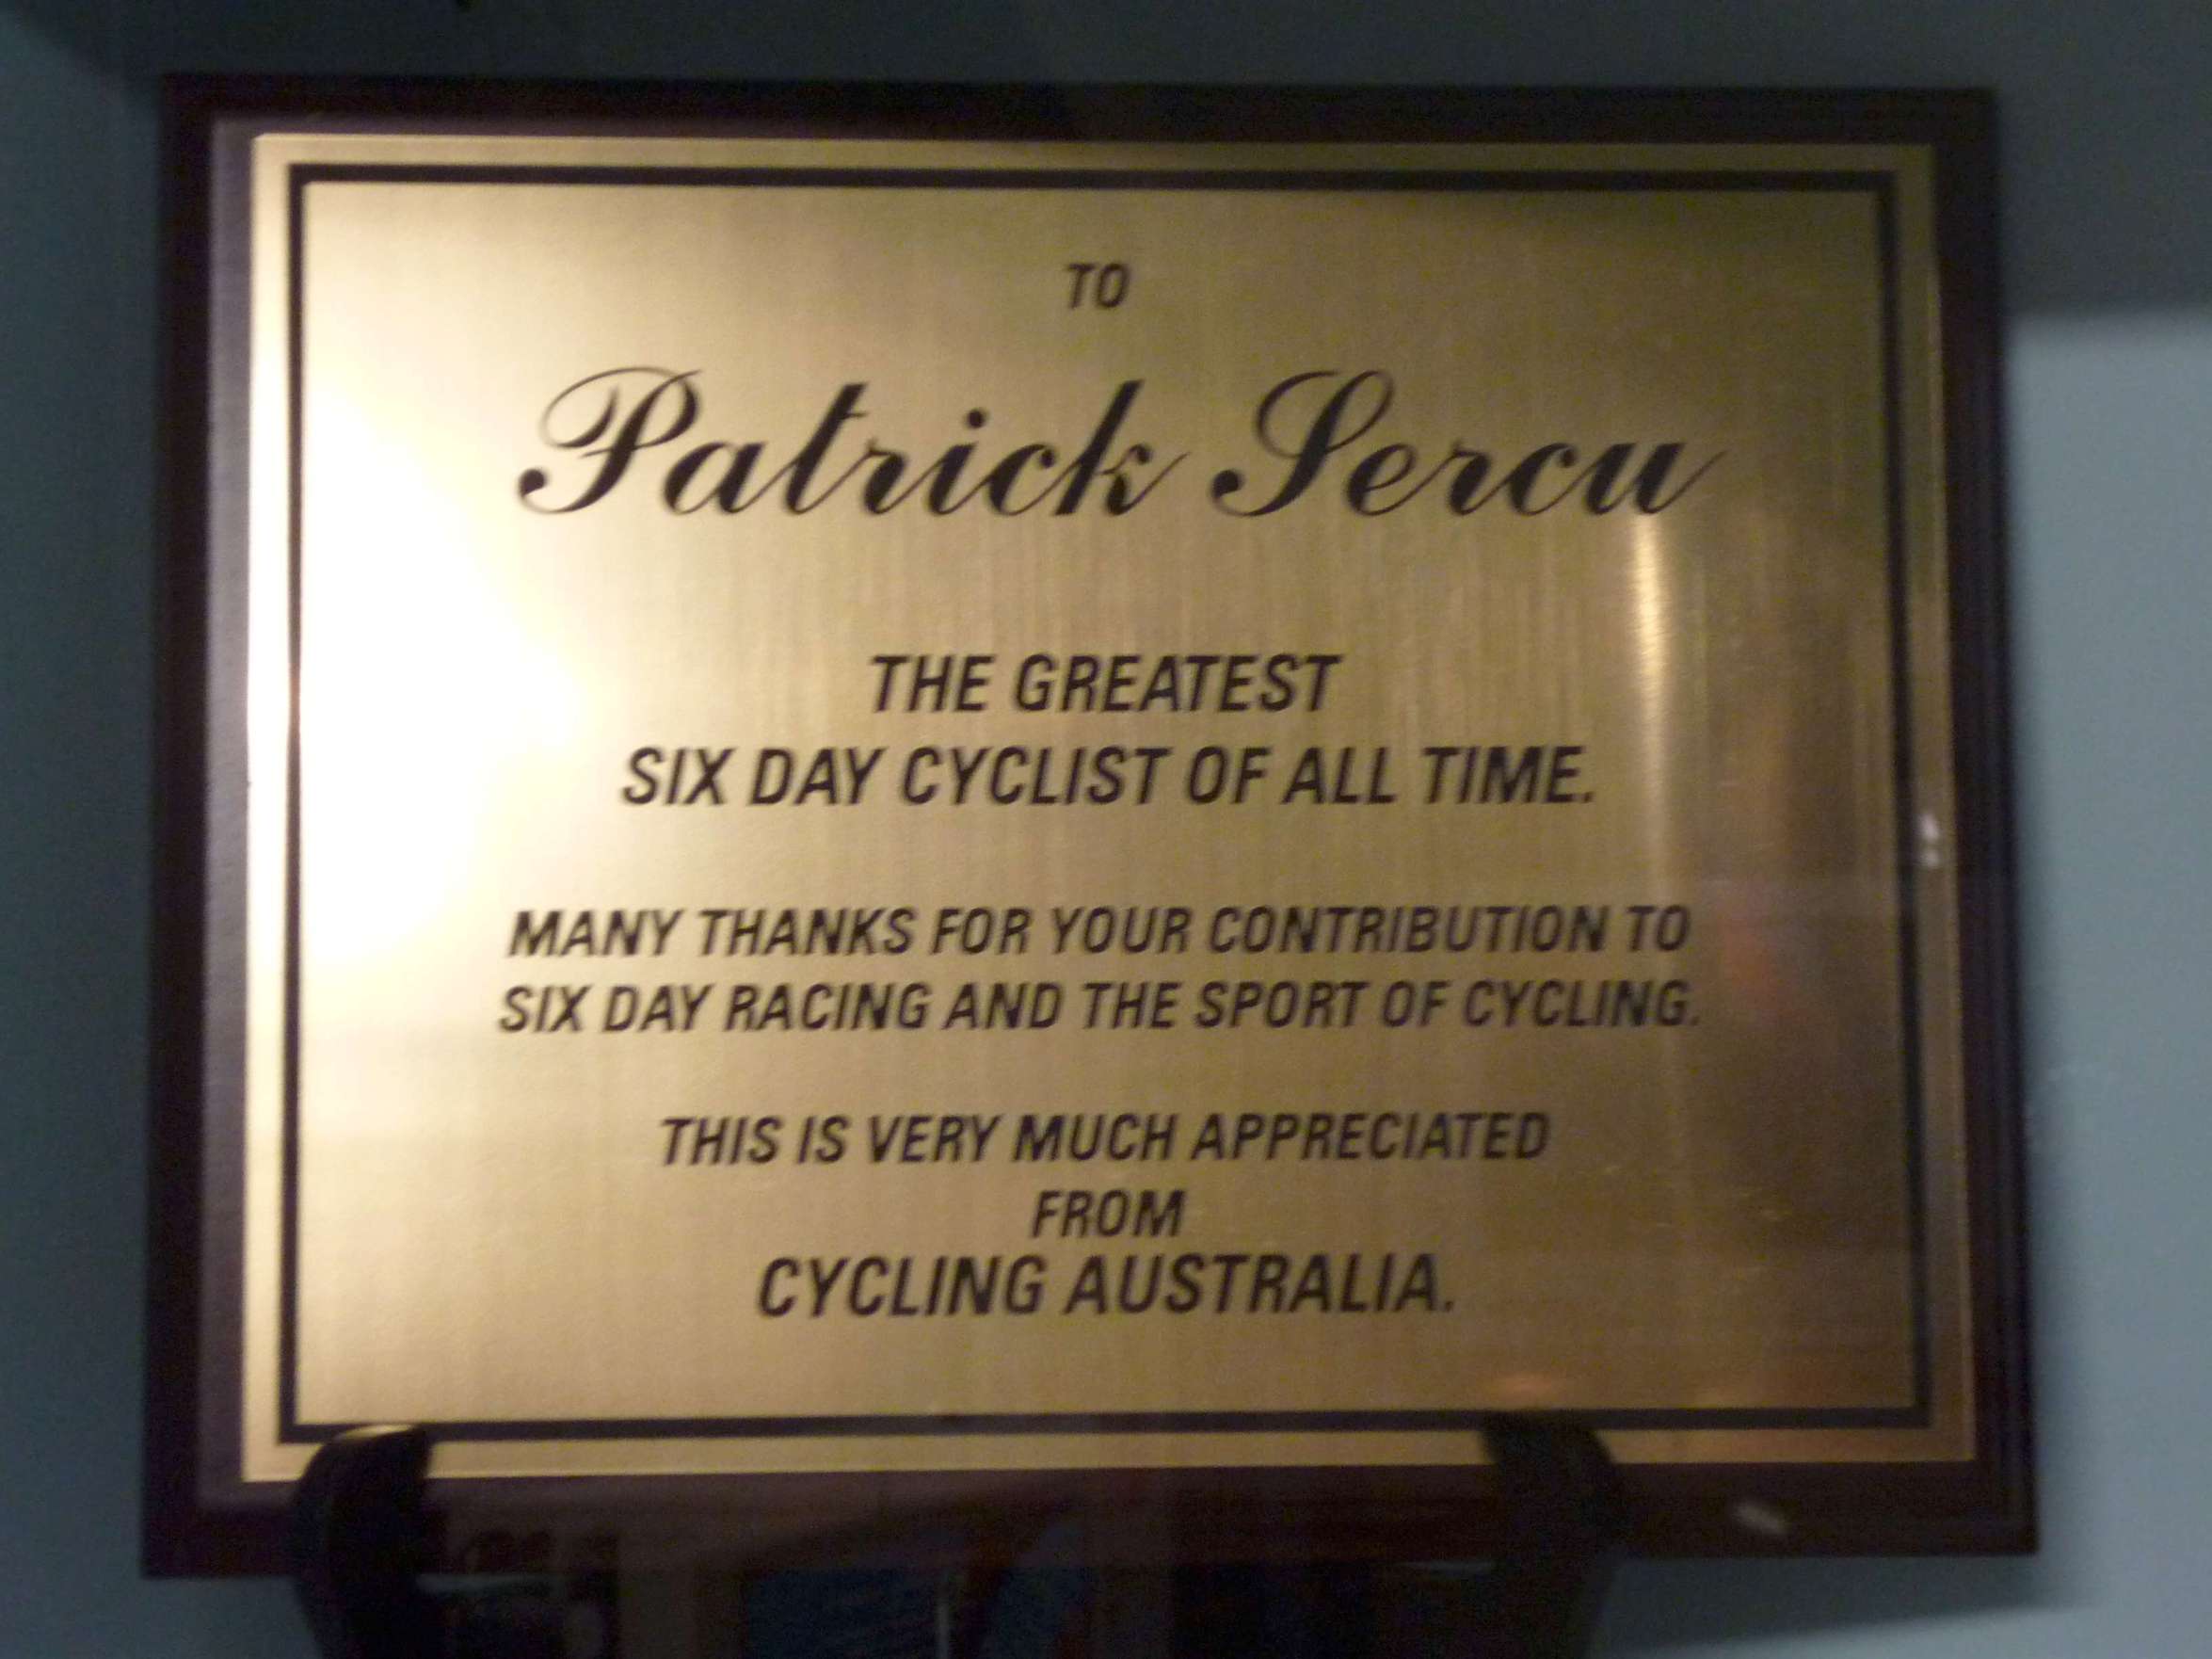 TO
Patrick Sercu
THE GREATEST
SIX DAY CYCLIST OF ALL TIME.
MANY THANKS FOR YOUR CONTRIBUTION TO
SIX DAY RACING AND THE SPORT OF CYCLING.
THIS IS VERY MUCH APPRECIATED
FROM
CYCLING AUSTRALIA.